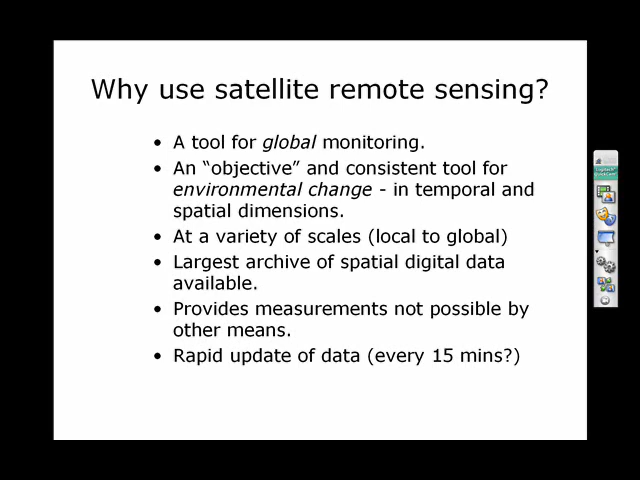 Why use satellite remote sensing?
• A tool for global monitoring.
• An “objective” and consistent tool for
environmental change - in temporal and
spatial dimensions.
• At a variety of scales (local to global)
• Largest archive of spatial digital data
available.
• Provides measurements not possible by
other means.
• Rapid update of data (every 15 mins?)